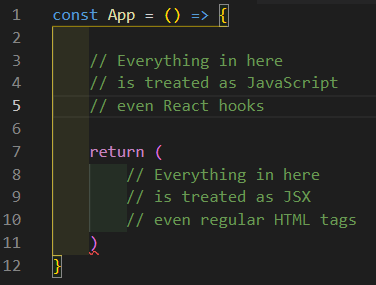 1 const App = () => {
2
3 // Everything in here
4 // is treated as JavaScript
5 // even React hooks
6
7 return (
8 // Everything in here
9 // is treated as JSX
10 // even regular HTML tags
11 )
12 }